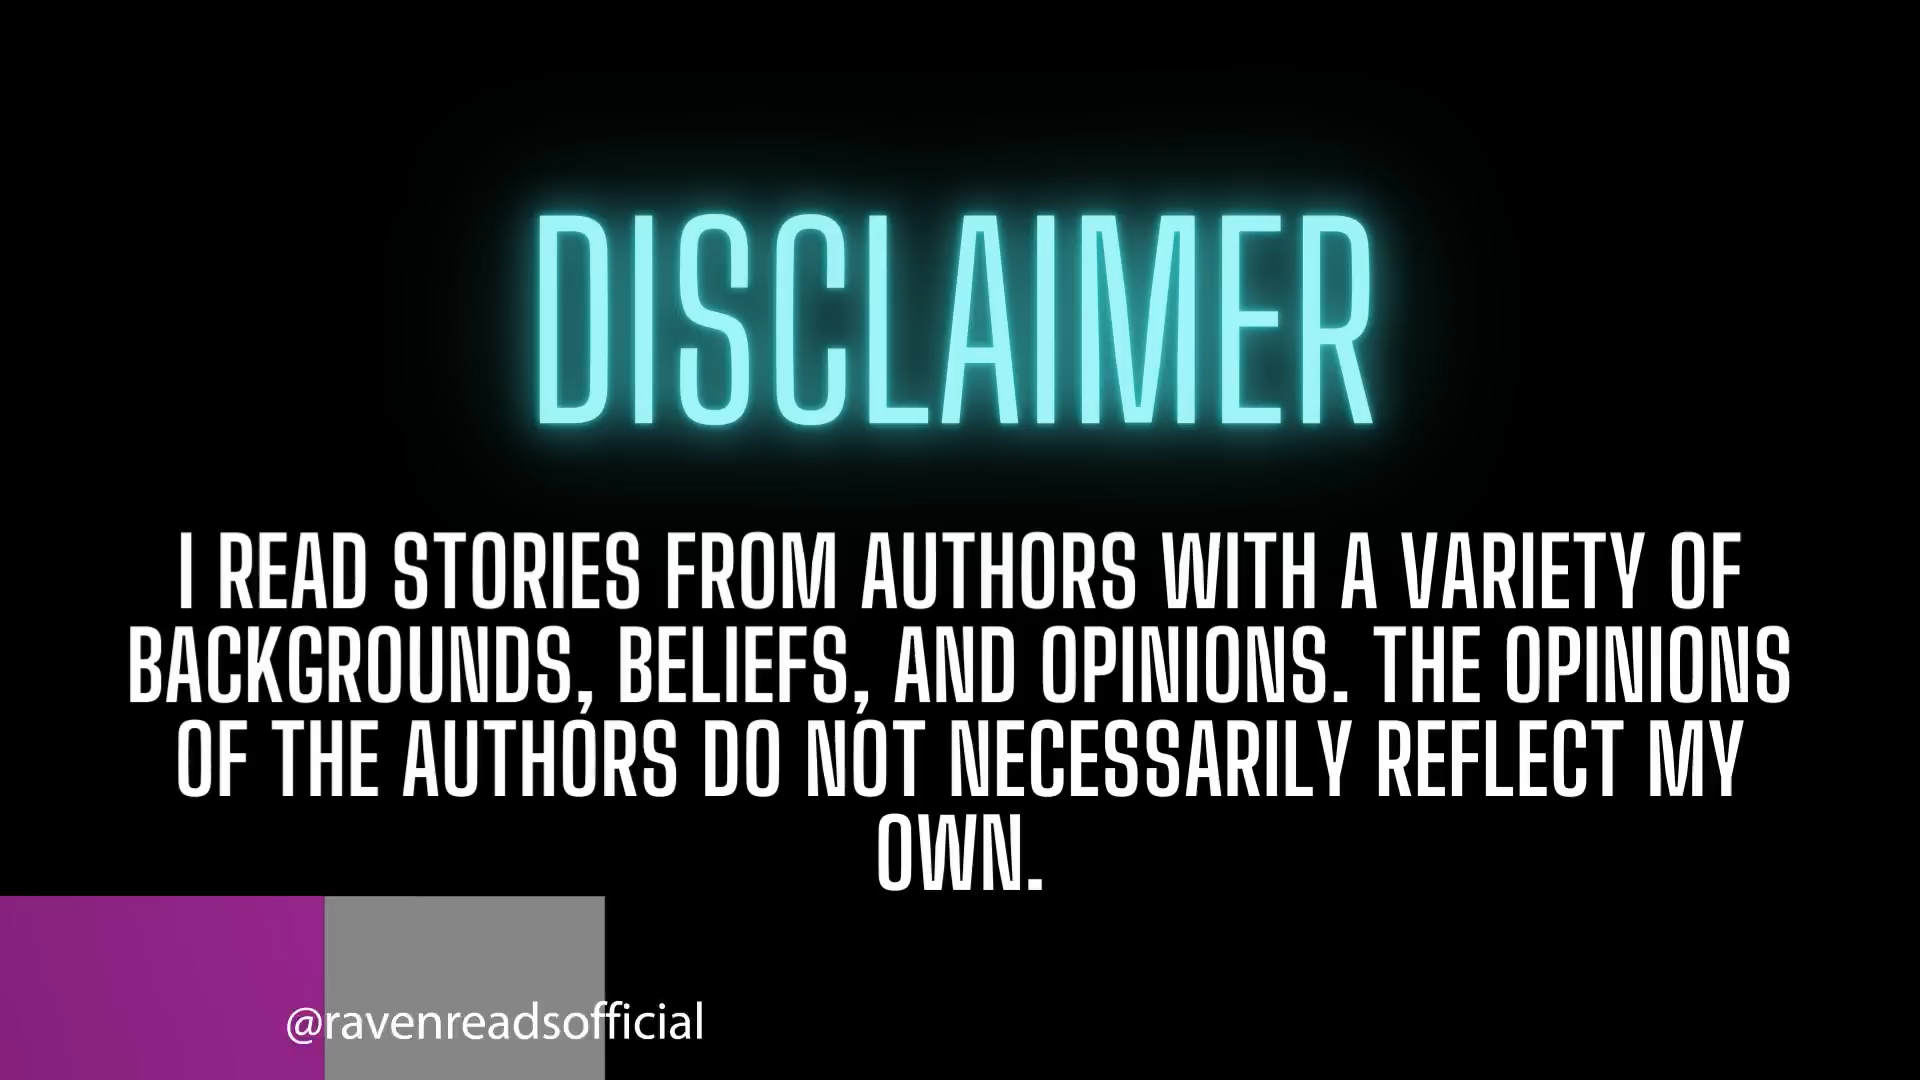 DISCLAIMER
I READ STORIES FROM AUTHORS WITH A VARIETY OF
BACKGROUNDS, BELIEFS, AND OPINIONS. THE OPINIONS
OF THE AUTHORS DO NOT NECESSARILY REFLECT MY
OWN.
@ravenreadsofficial